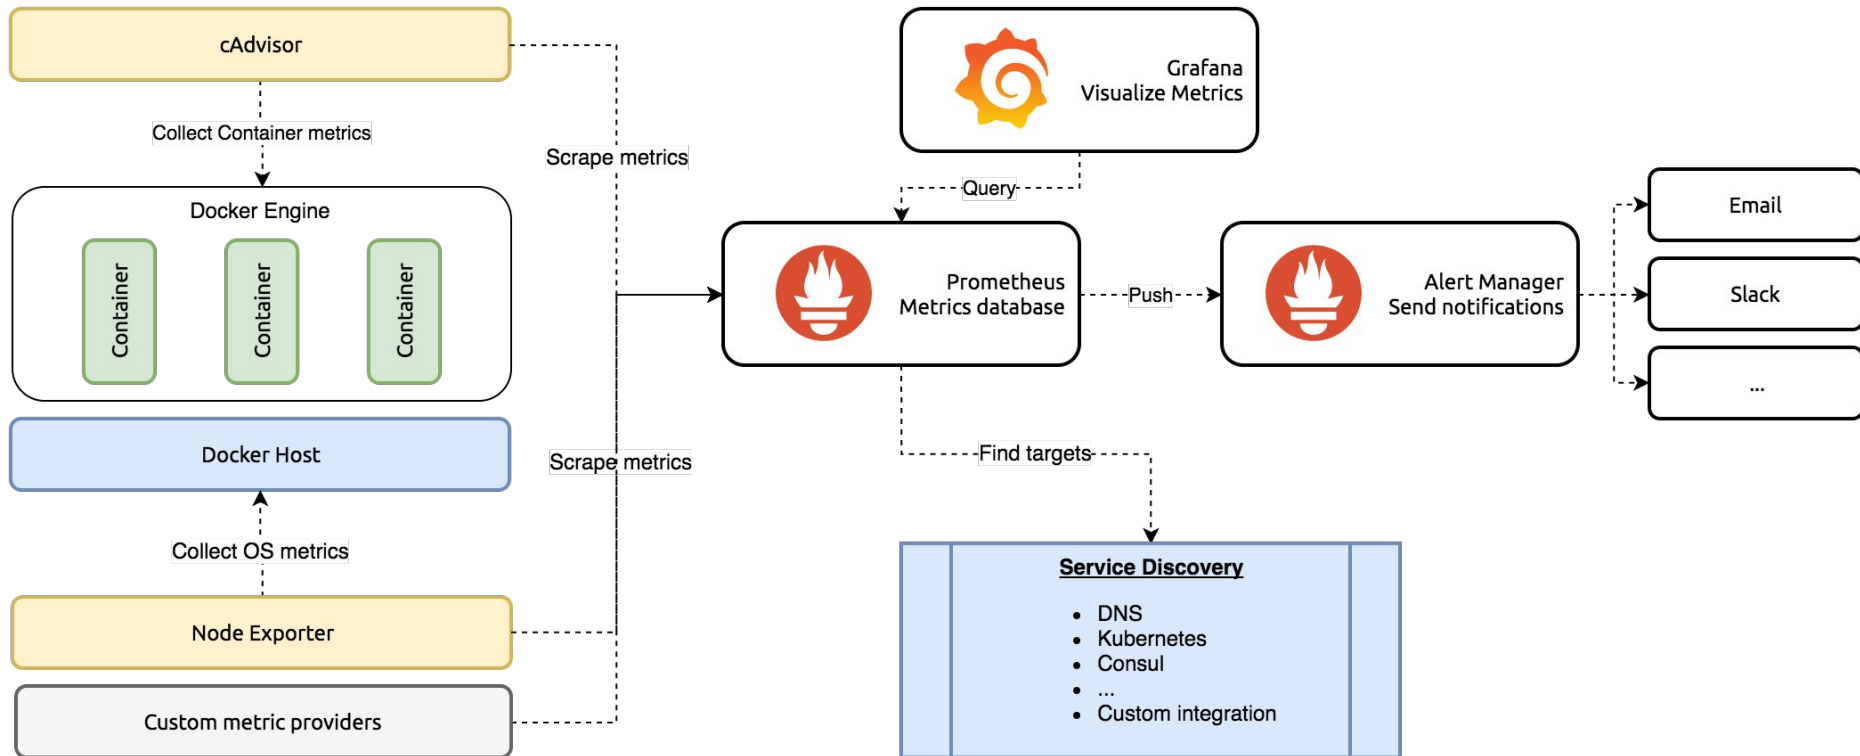 cAdvisor
Collect Container metrics
Docker Engine
Container
Container
Container
Docker Host
Collect OS metrics
Node Exporter
Custom metric providers
Scrape metrics
Scrape metrics
Grafana
Visualize Metrics
Query
Prometheus
Metrics database
Push
Alert Manager
Send notifications
Email
Slack
...
Find targets
Service Discovery
• DNS
• Kubernetes
• Consul
• ...
• Custom integration